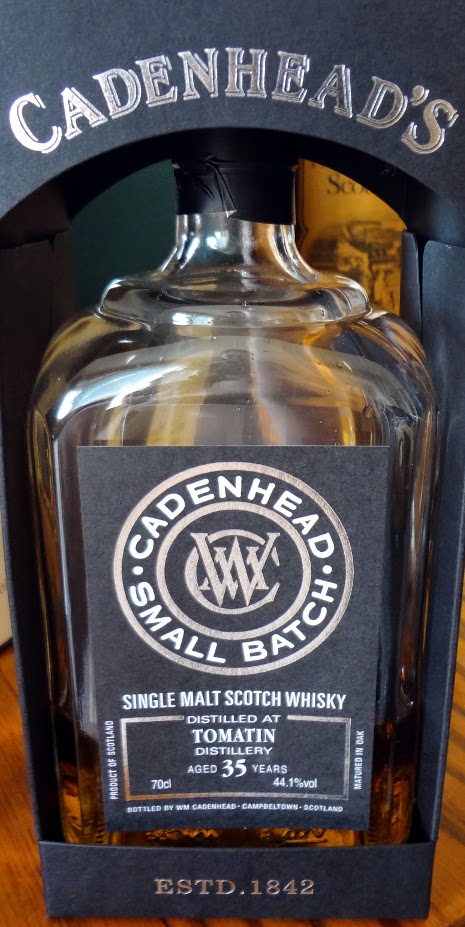 CADENHEAD'S
CADENHEAD
WMC
· SMALL BATCH ·
SINGLE MALT SCOTCH WHISKY
DISTILLED AT
TOMATIN
DISTILLERY
AGED 35 YEARS
70cl 44.1%vol
PRODUCT OF SCOTLAND
MATURED IN OAK
BOTTLED BY WM CADENHEAD · CAMPBELTOWN · SCOTLAND
ESTD.1842